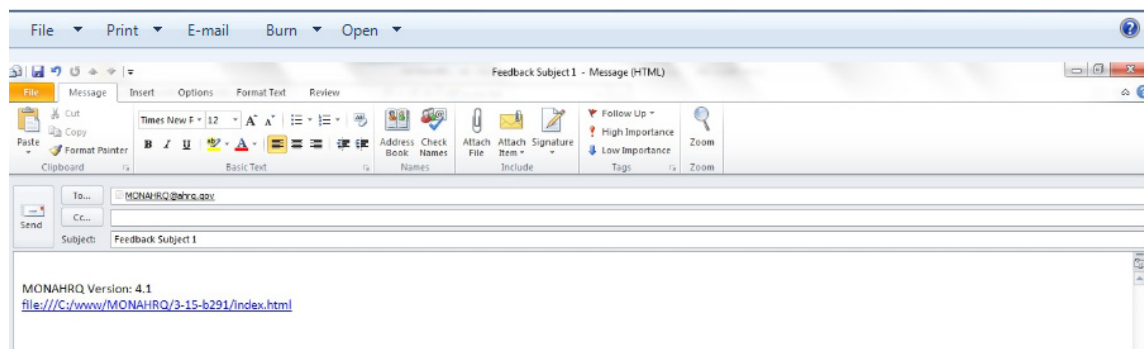 File Print E-mail Burn Open
Feedback Subject 1 - Message (HTML)
File Message Insert Options Format Text Review
Paste
Cut
Copy
Format Painter
Clipboard
Times New F 12
B I U
Basic Text
Address Book
Check Names
Names
Attach File
Attach Item
Signature
Include
Follow Up
High Importance
Low Importance
Tags
Zoom
Zoom
Send
To... MONAHRQ@ahrq.gov
Cc...
Subject: Feedback Subject 1
MONAHRQ Version: 4.1
file:///C:/www/MONAHRQ/3-15-b291/index.html